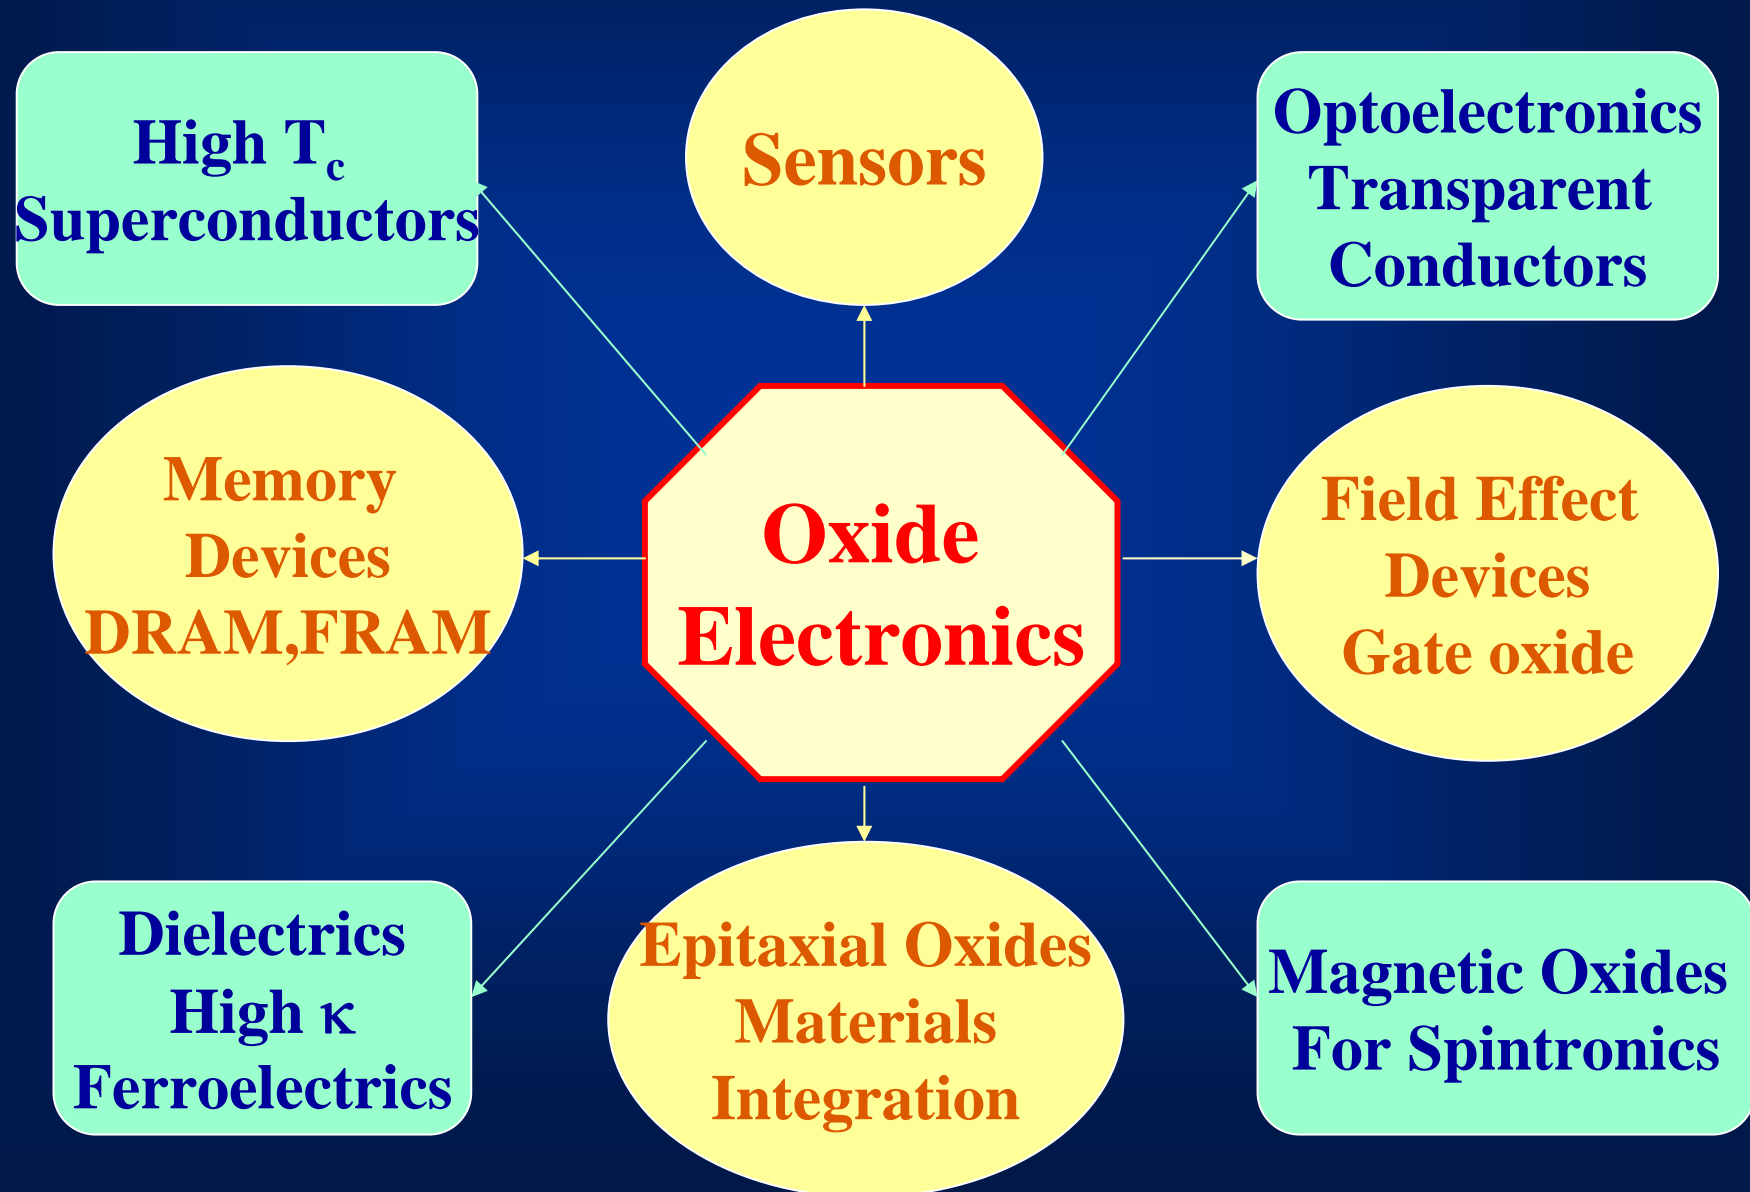 High Tc
Superconductors
Sensors
Optoelectronics
Transparent
Conductors
Memory
Devices
DRAM,FRAM
Oxide
Electronics
Field Effect
Devices
Gate oxide
Dielectrics
High κ
Ferroelectrics
Epitaxial Oxides
Materials
Integration
Magnetic Oxides
For Spintronics